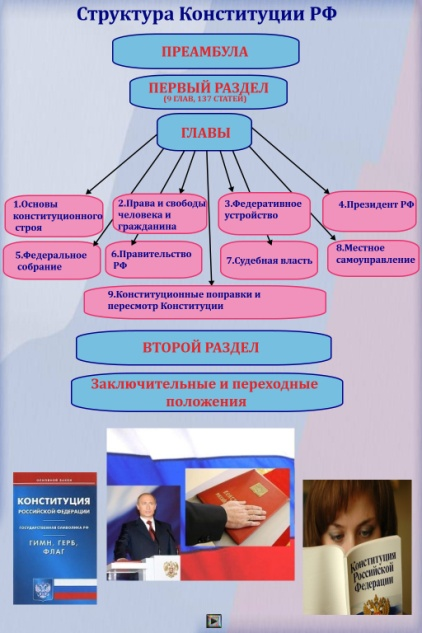 Структура Конституции РФ
ПРЕАМБУЛА
ПЕРВЫЙ РАЗДЕЛ
(9 ГЛАВ, 137 СТАТЕЙ)
ГЛАВЫ
1.Основы
конституционного
строя
2.Права и свободы
человека и
гражданина
3.Федеративное
устройство
4.Президент РФ
5.Федеральное
собрание
6.Правительство
РФ
7.Судебная власть
8.Местное
самоуправление
9.Конституционные поправки и
пересмотр Конституции
ВТОРОЙ РАЗДЕЛ
Заключительные и переходные
положения
КОНСТИТУЦИЯ
РОССИЙСКОЙ ФЕДЕРАЦИИ
ГОСУДАРСТВЕННАЯ СИМВОЛИКА РФ
ГИМН, ГЕРБ,
ФЛАГ
Конституция
Российской
Федерации